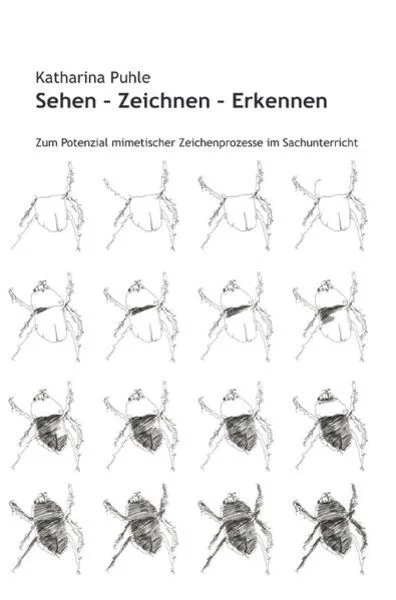 Katharina Puhle
Sehen – Zeichnen – Erkennen
Zum Potenzial mimetischer Zeichenprozesse im Sachunterricht